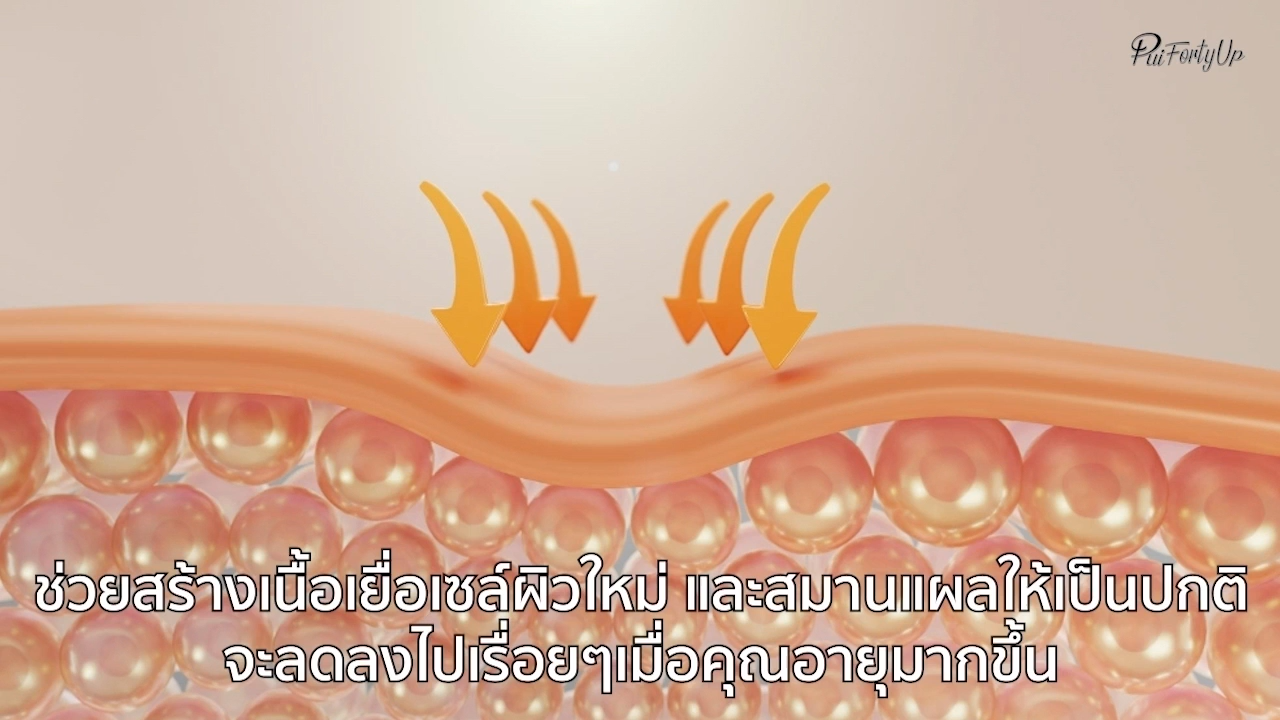 PuiFortyUp
ช่วยสร้างเนื้อเยื่อเซล์ผิวใหม่ และสมานแผลให้เป็นปกติ
จะลดลงไปเรื่อยๆเมื่อคุณอายุมากขึ้น